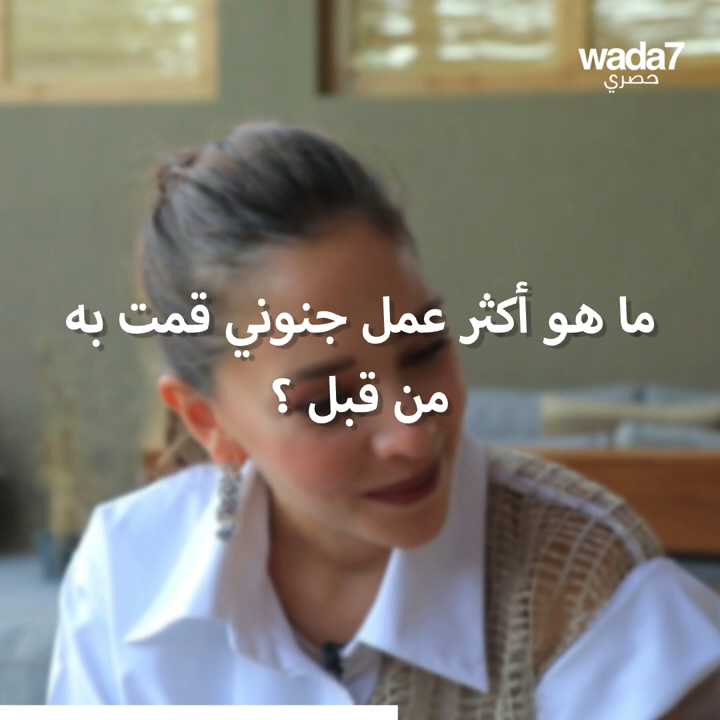 wada7
حصري
ما هو أكثر عمل جنوني قمت به
من قبل ؟